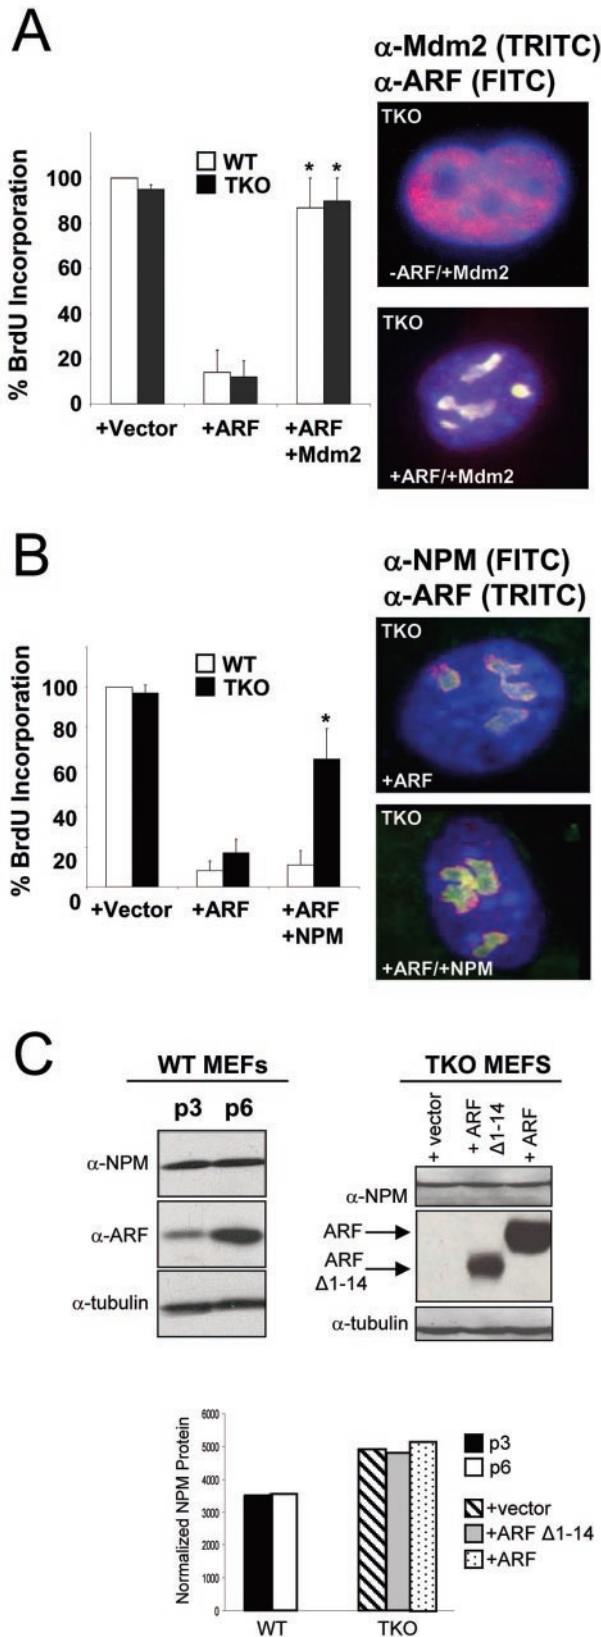 A
α-Mdm2 (TRITC)
α-ARF (FITC)
% BrdU Incorporation
100
80
60
40
20
0
WT
TKO
* *
+Vector
+ARF
+ARF
+Mdm2
TKO
-ARF/+Mdm2
TKO
+ARF/+Mdm2
B
α-NPM (FITC)
α-ARF (TRITC)
% BrdU Incorporation
100
80
60
40
20
0
WT
TKO
*
+Vector
+ARF
+ARF
+NPM
TKO
+ARF
TKO
+ARF/+NPM
C
WT MEFs
p3 p6
α-NPM
α-ARF
α-tubulin
TKO MEFS
+ vector
+ ARF
Δ1-14
+ ARF
α-NPM
ARF
ARF
Δ1-14
α-tubulin
Normalized NPM Protein
6000
5000
4000
3000
2000
1000
0
WT
TKO
p3
p6
+vector
+ARF Δ1-14
+ARF